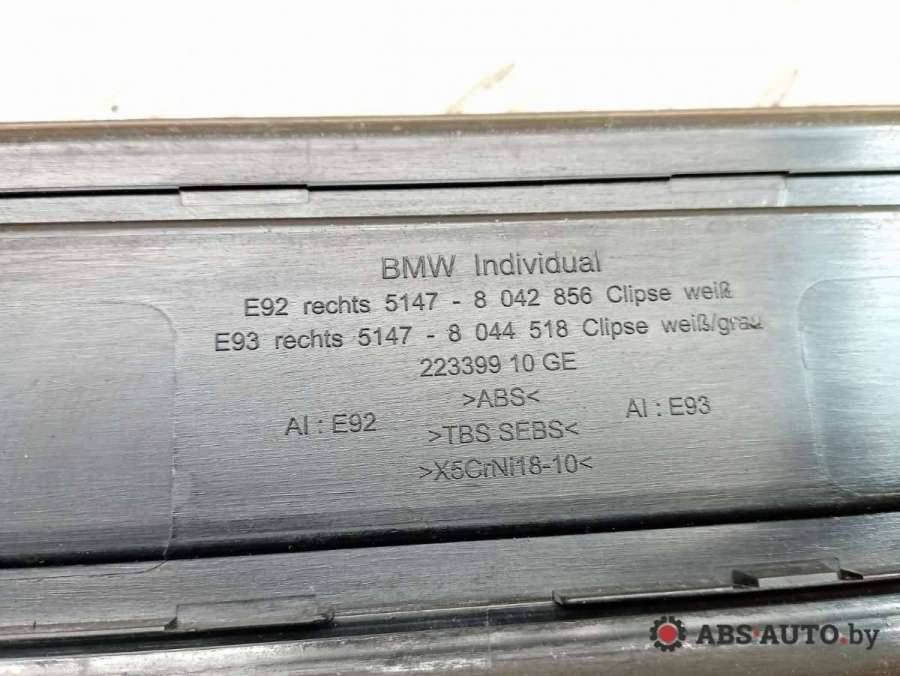 BMW Individual
E92 rechts 5147 - 8 042 856 Clipse weiß
E93 rechts 5147 - 8 044 518 Clipse weiß/grau
223399 10 GE
>ABS<
AI : E92
AI : E93
>TBS SEBS<
>X5CrNi18-10<
ABS-AUTO.by